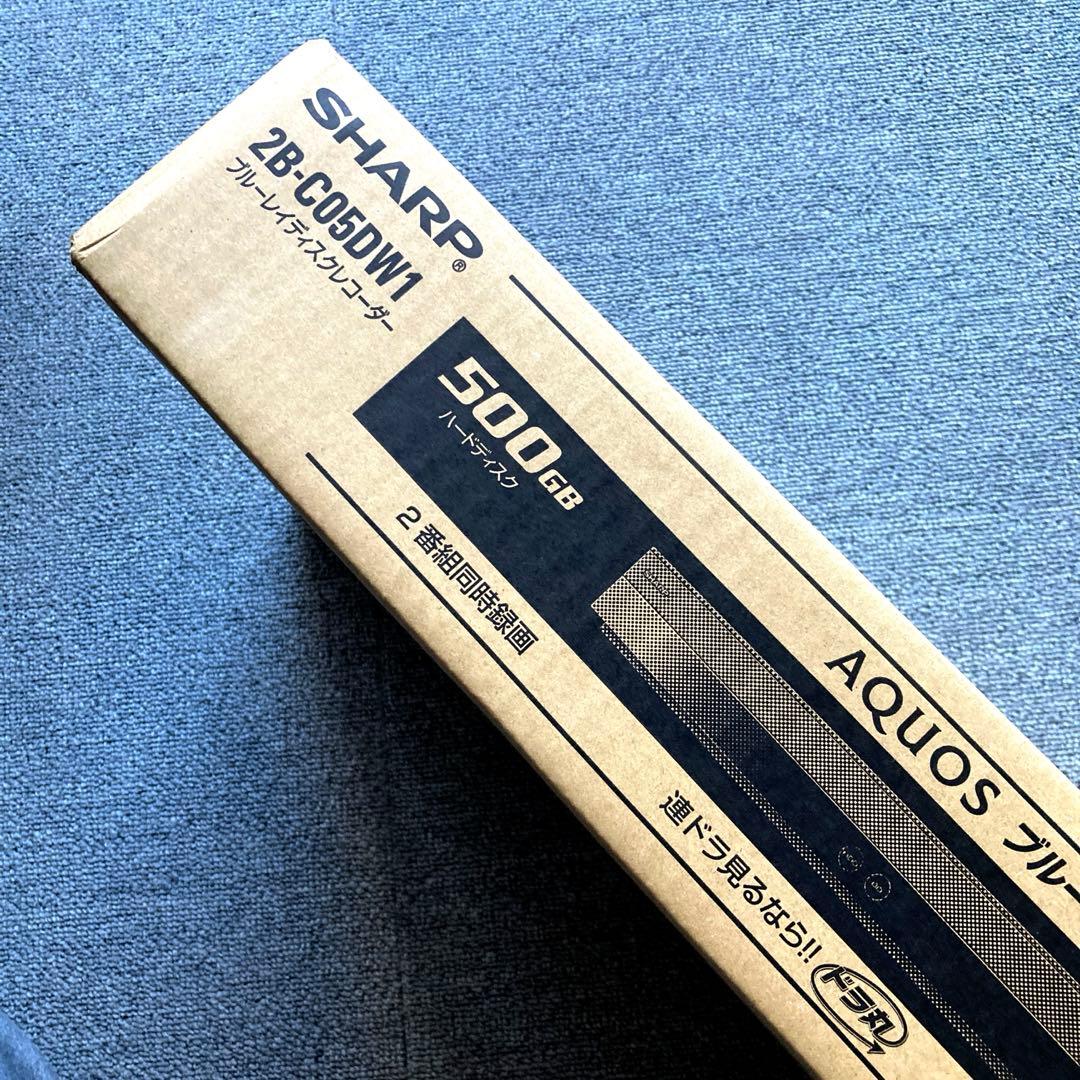 SHARP®
2B-C05DW1
ブルーレイディスクレコーダー
500GB
ハードディスク
2番組同時録画
AQUOS ブルー
連ドラ見るなら!!
ドラ丸
HDD
BD